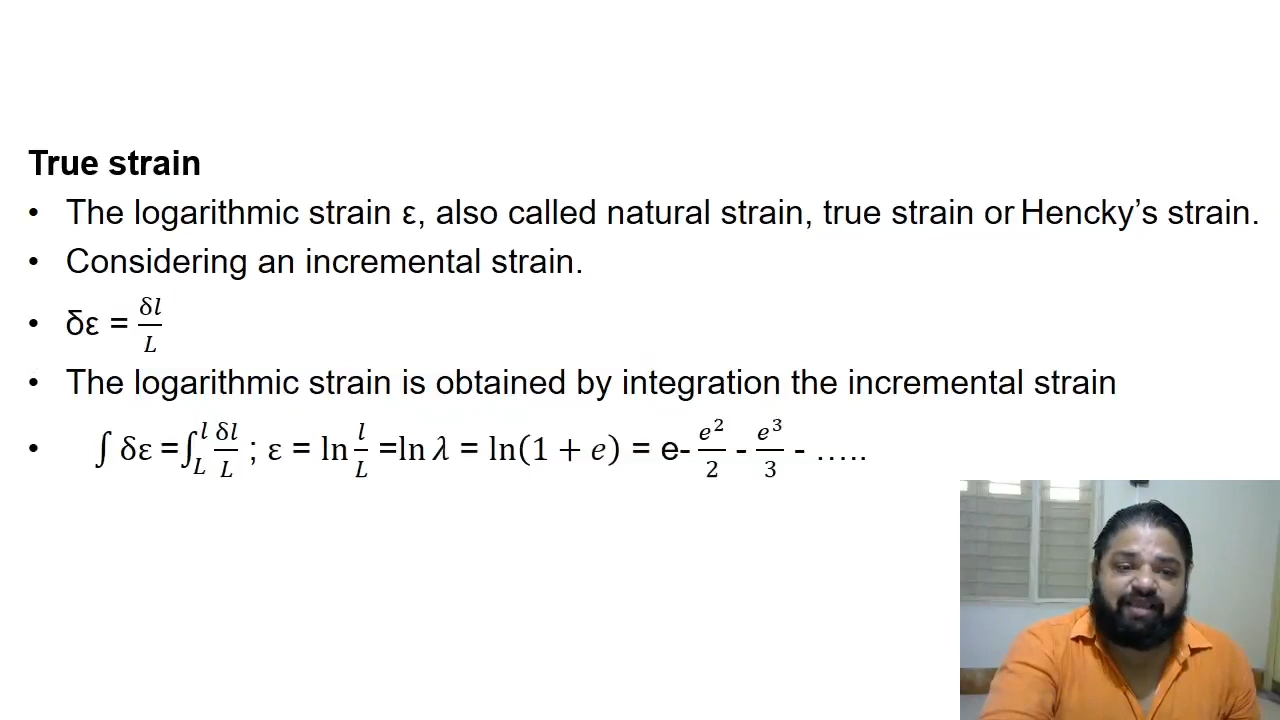 True strain
• The logarithmic strain ε, also called natural strain, true strain or Hencky’s strain.
• Considering an incremental strain.
• δε = δl/L
• The logarithmic strain is obtained by integration the incremental strain
• ∫ δε =∫_L^l δl/L ; ε = ln l/L =ln λ = ln(1 + e) = e- e²/2 - e³/3 - …..